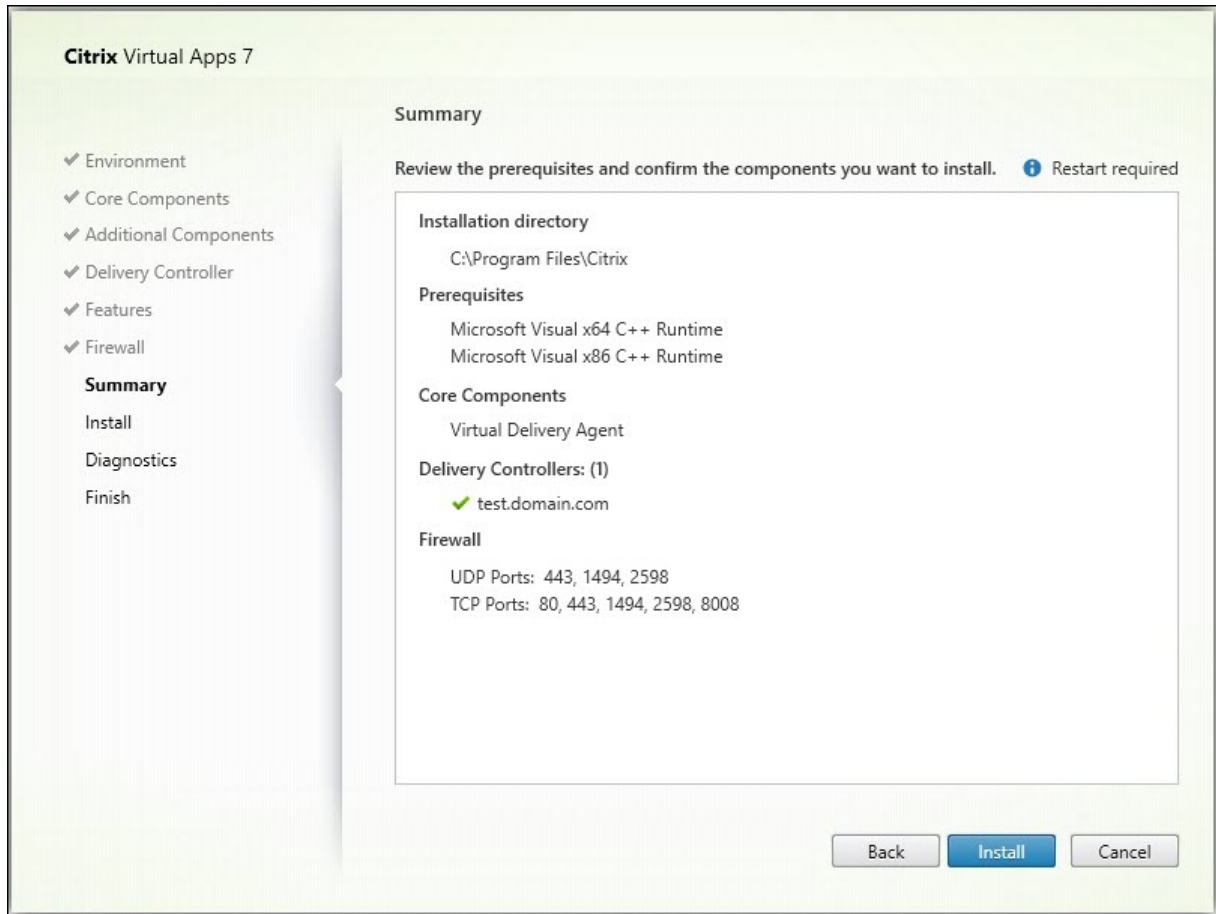 Citrix Virtual Apps 7
Summary
Environment
Core Components
Additional Components
Delivery Controller
Features
Firewall
Summary
Install
Diagnostics
Finish
Review the prerequisites and confirm the components you want to install. Restart required
Installation directory
C:\Program Files\Citrix
Prerequisites
Microsoft Visual x64 C++ Runtime
Microsoft Visual x86 C++ Runtime
Core Components
Virtual Delivery Agent
Delivery Controllers: (1)
test.domain.com
Firewall
UDP Ports: 443, 1494, 2598
TCP Ports: 80, 443, 1494, 2598, 8008
Back Install Cancel